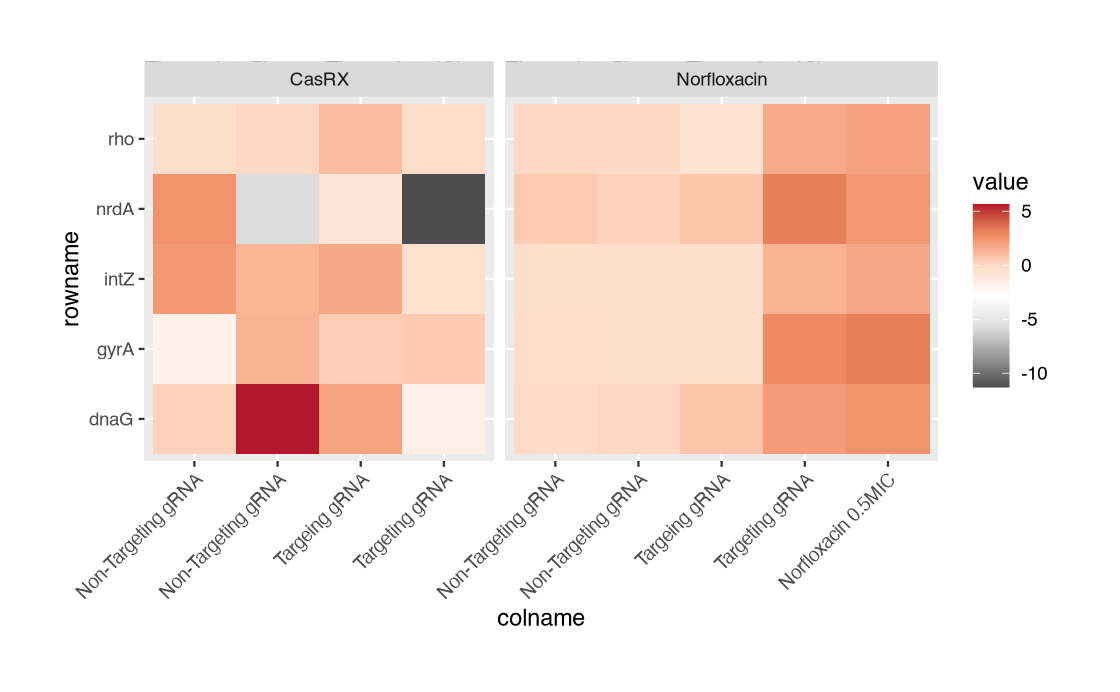 CasRX
Norfloxacin
rho
nrdA
intZ
gyrA
dnaG
rowname
Non-Targeting gRNA
Non-Targeting gRNA
Targeing gRNA
Targeting gRNA
Non-Targeting gRNA
Non-Targeting gRNA
Targeing gRNA
Targeting gRNA
Norfloxacin 0.5MIC
colname
value
5
0
-5
-10